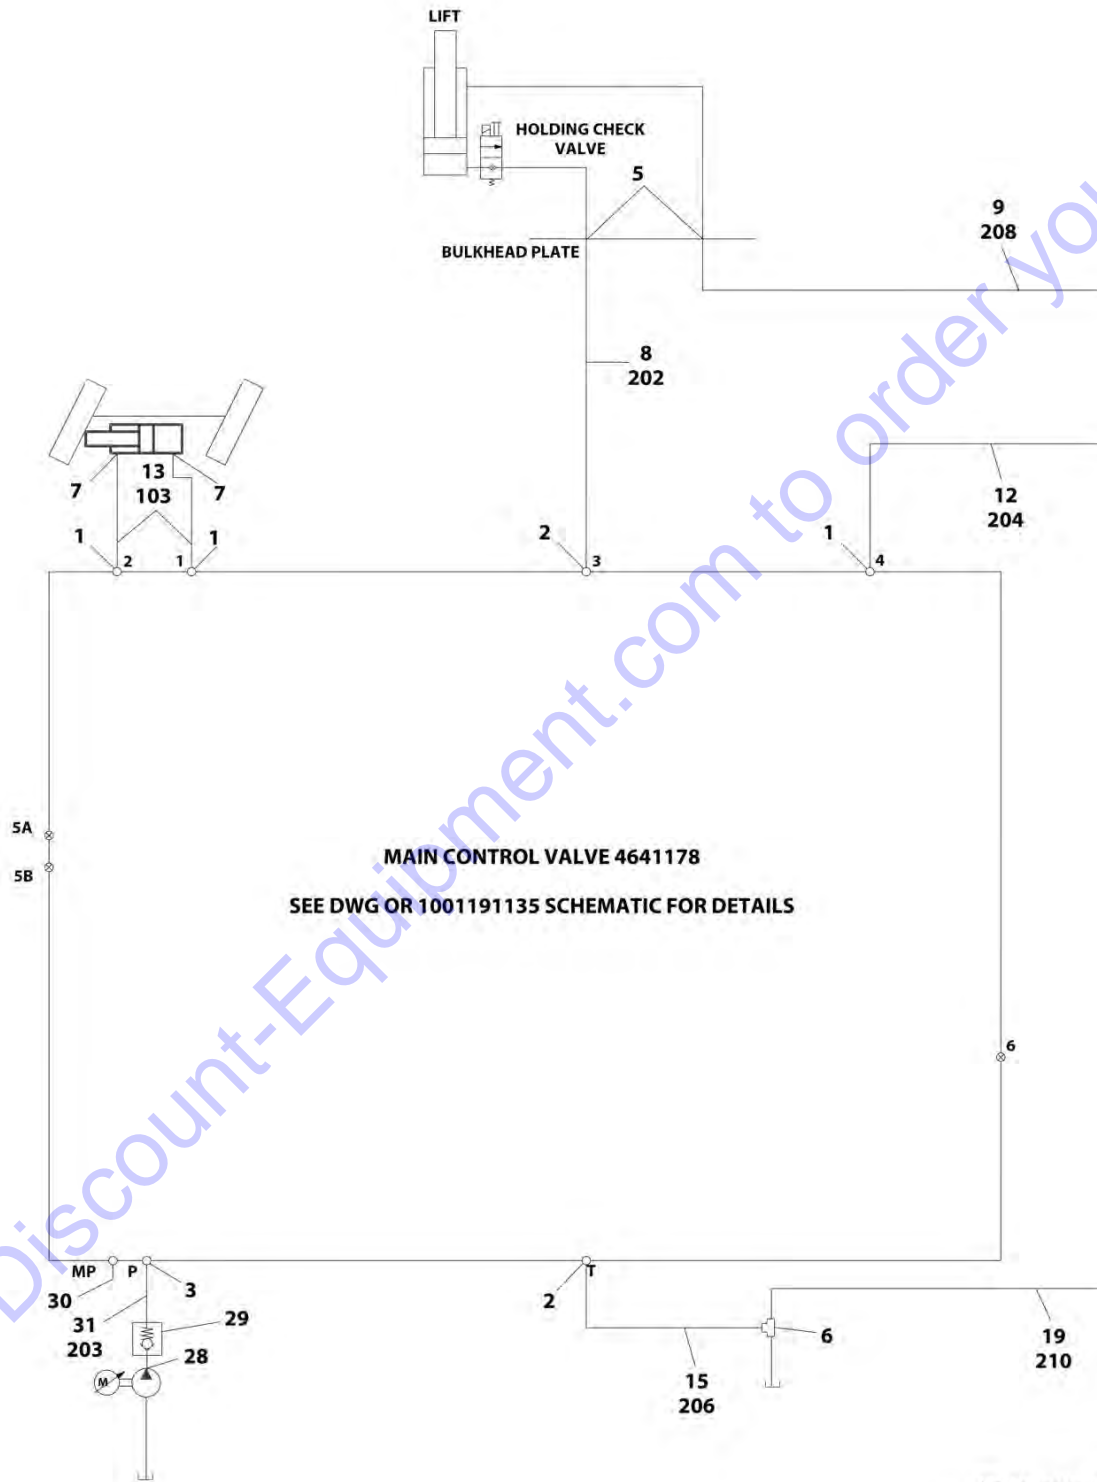 LIFT
HOLDING CHECK
VALVE
5
9
208
BULKHEAD PLATE
8
202
7
13
103
7
12
204
1
2
1
1
2
3
1
4
5A
5B
MAIN CONTROL VALVE 4641178
SEE DWG OR 1001191135 SCHEMATIC FOR DETAILS
6
MP
P
3
30
31
203
29
28
M
2
T
6
15
206
19
210
Discount-Equipment.com to order you